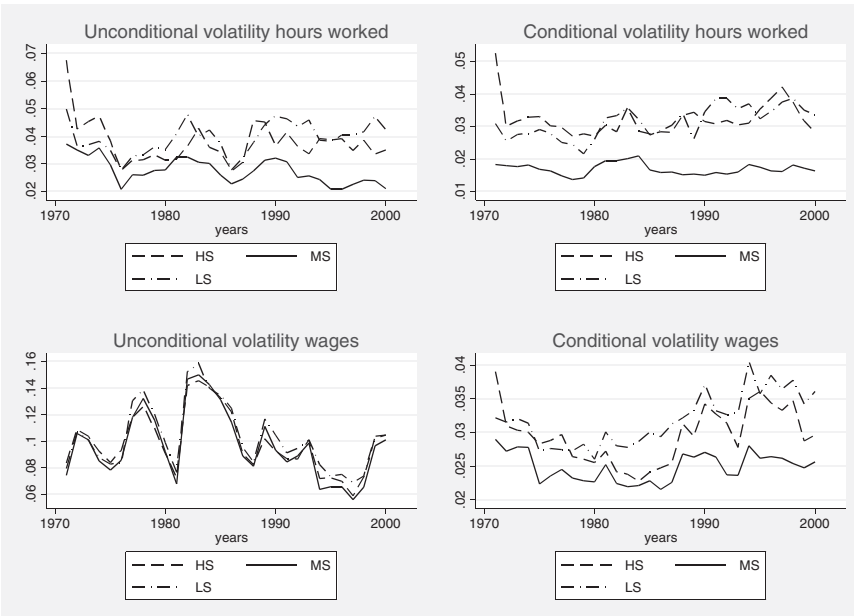 Unconditional volatility hours worked
.07
.06
.05
.04
.03
.02
1970 1980 1990 2000
years
HS MS
LS
Conditional volatility hours worked
.05
.04
.03
.02
.01
1970 1980 1990 2000
years
HS MS
LS
Unconditional volatility wages
.16
.14
.12
.1
.08
.06
1970 1980 1990 2000
years
HS MS
LS
Conditional volatility wages
.04
.035
.03
.025
.02
1970 1980 1990 2000
years
HS MS
LS